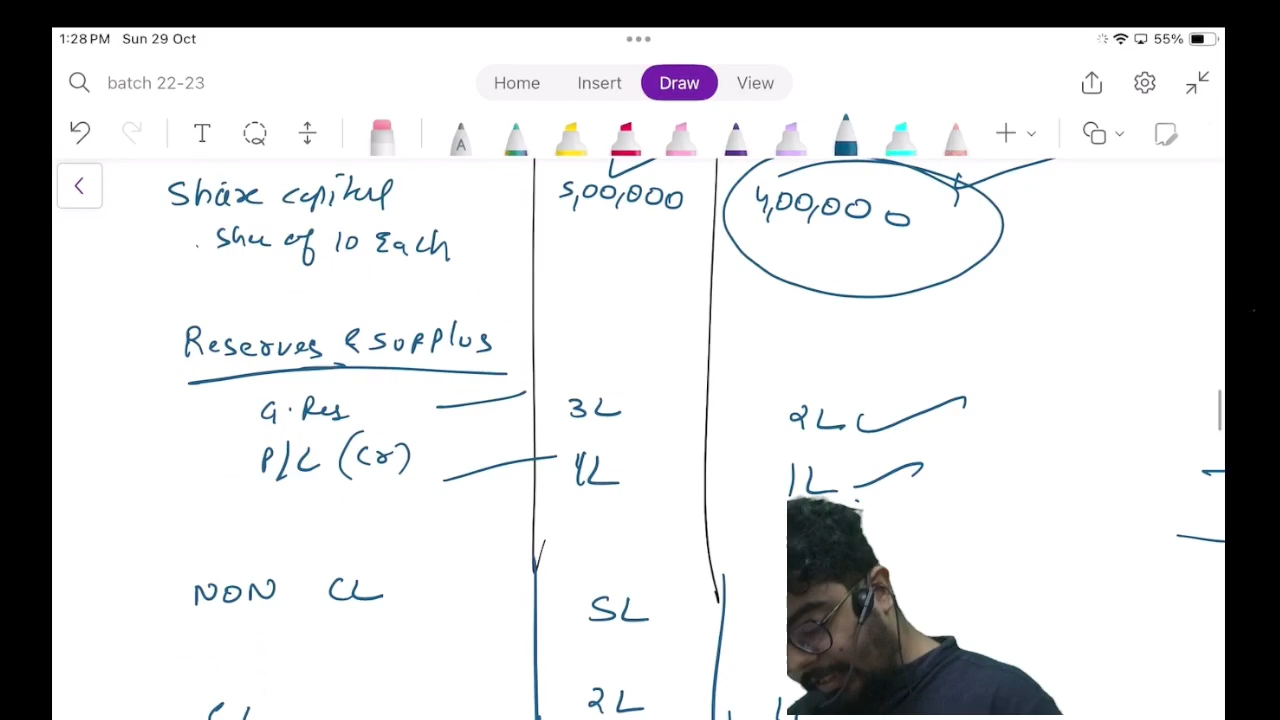 1:28 PM Sun 29 Oct 55%
batch 22-23 Home Insert Draw View
T A
Share capital 5,00,000 4,00,000
. Share of 10 Each
Reserves & Surplus
G. Res 3L 2L
P/L (Cr) 1L
NON CL 5L
2L